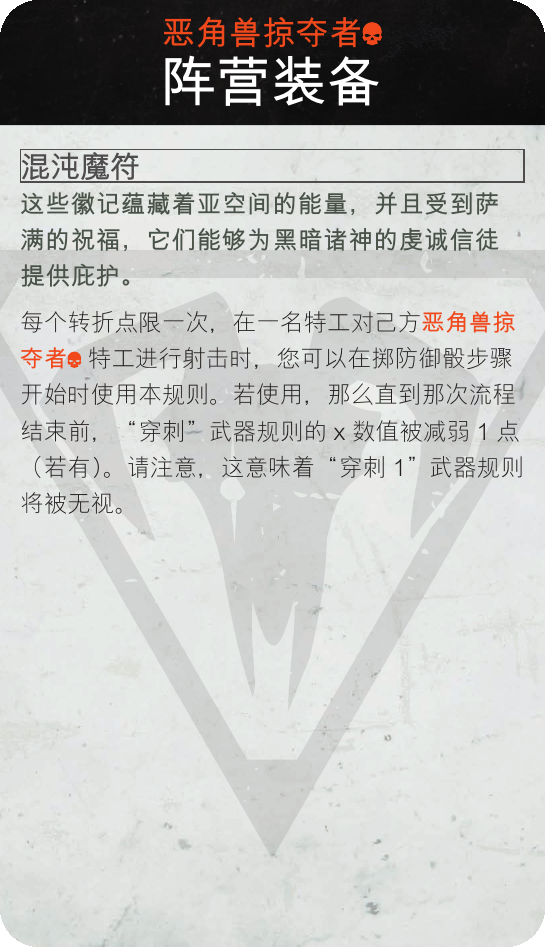 恶角兽掠夺者
阵营装备
混沌魔符
这些徽记蕴藏着亚空间的能量，并且受到萨
满的祝福，它们能够为黑暗诸神的虔诚信徒
提供庇护。
每个转折点限一次，在一名特工对己方恶角兽掠
夺者 特工进行射击时，您可以在掷防御骰步骤
开始时使用本规则。若使用，那么直到那次流程
结束前，“穿刺”武器规则的 x 数值被减弱 1 点
（若有）。请注意，这意味着“穿刺 1”武器规则
将被无视。